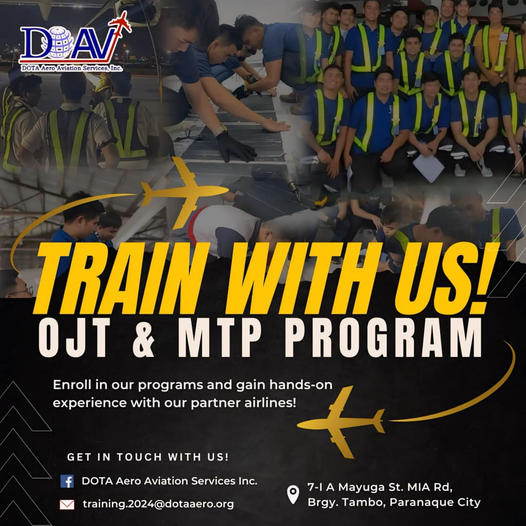 DOAV
DOTA Aero Aviation Services, Inc.
TRAIN WITH US!
OJT & MTP PROGRAM
Enroll in our programs and gain hands-on
experience with our partner airlines!
GET IN TOUCH WITH US!
DOTA Aero Aviation Services Inc.
training.2024@dotaaero.org
7-I A Mayuga St. MIA Rd,
Brgy. Tambo, Paranaque City